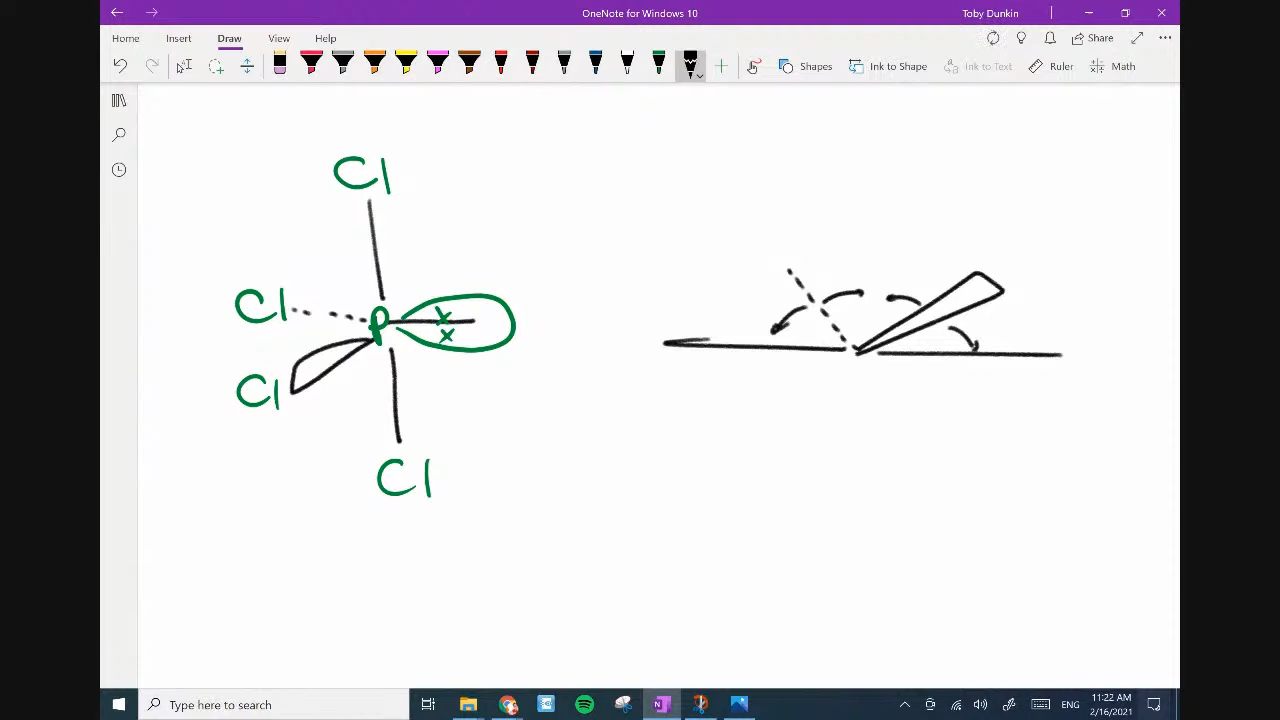 OneNote for Windows 10
Toby Dunkin
Home Insert Draw View Help
Share
Shapes Ink to Shape Ink to Text Ruler Math
Cl
Cl
P
x
x
Cl
Cl
Type here to search
ENG
11:22 AM
2/16/2021